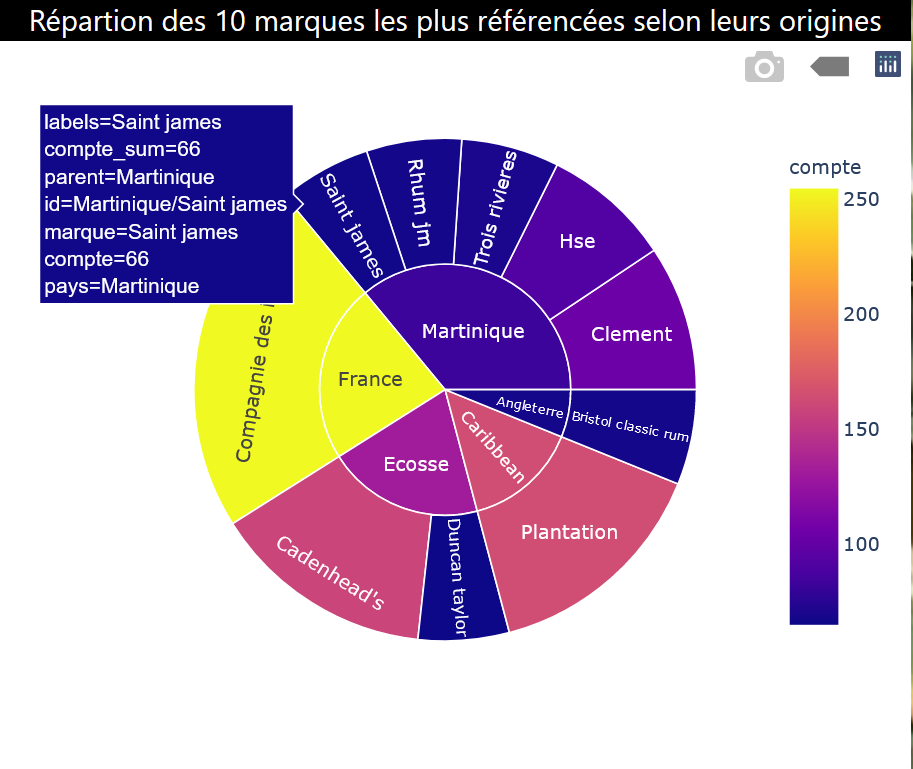 Répartion des 10 marques les plus référencées selon leurs origines
labels=Saint james
compte_sum=66
parent=Martinique
id=Martinique/Saint james
marque=Saint james
compte=66
pays=Martinique
compte
250
200
150
100
Saint james
Rhum jm
Trois rivieres
Hse
Clement
Martinique
France
Compagnie des
Angleterre
Bristol classic rum
Caribbean
Ecosse
Plantation
Cadenhead's
Duncan taylor